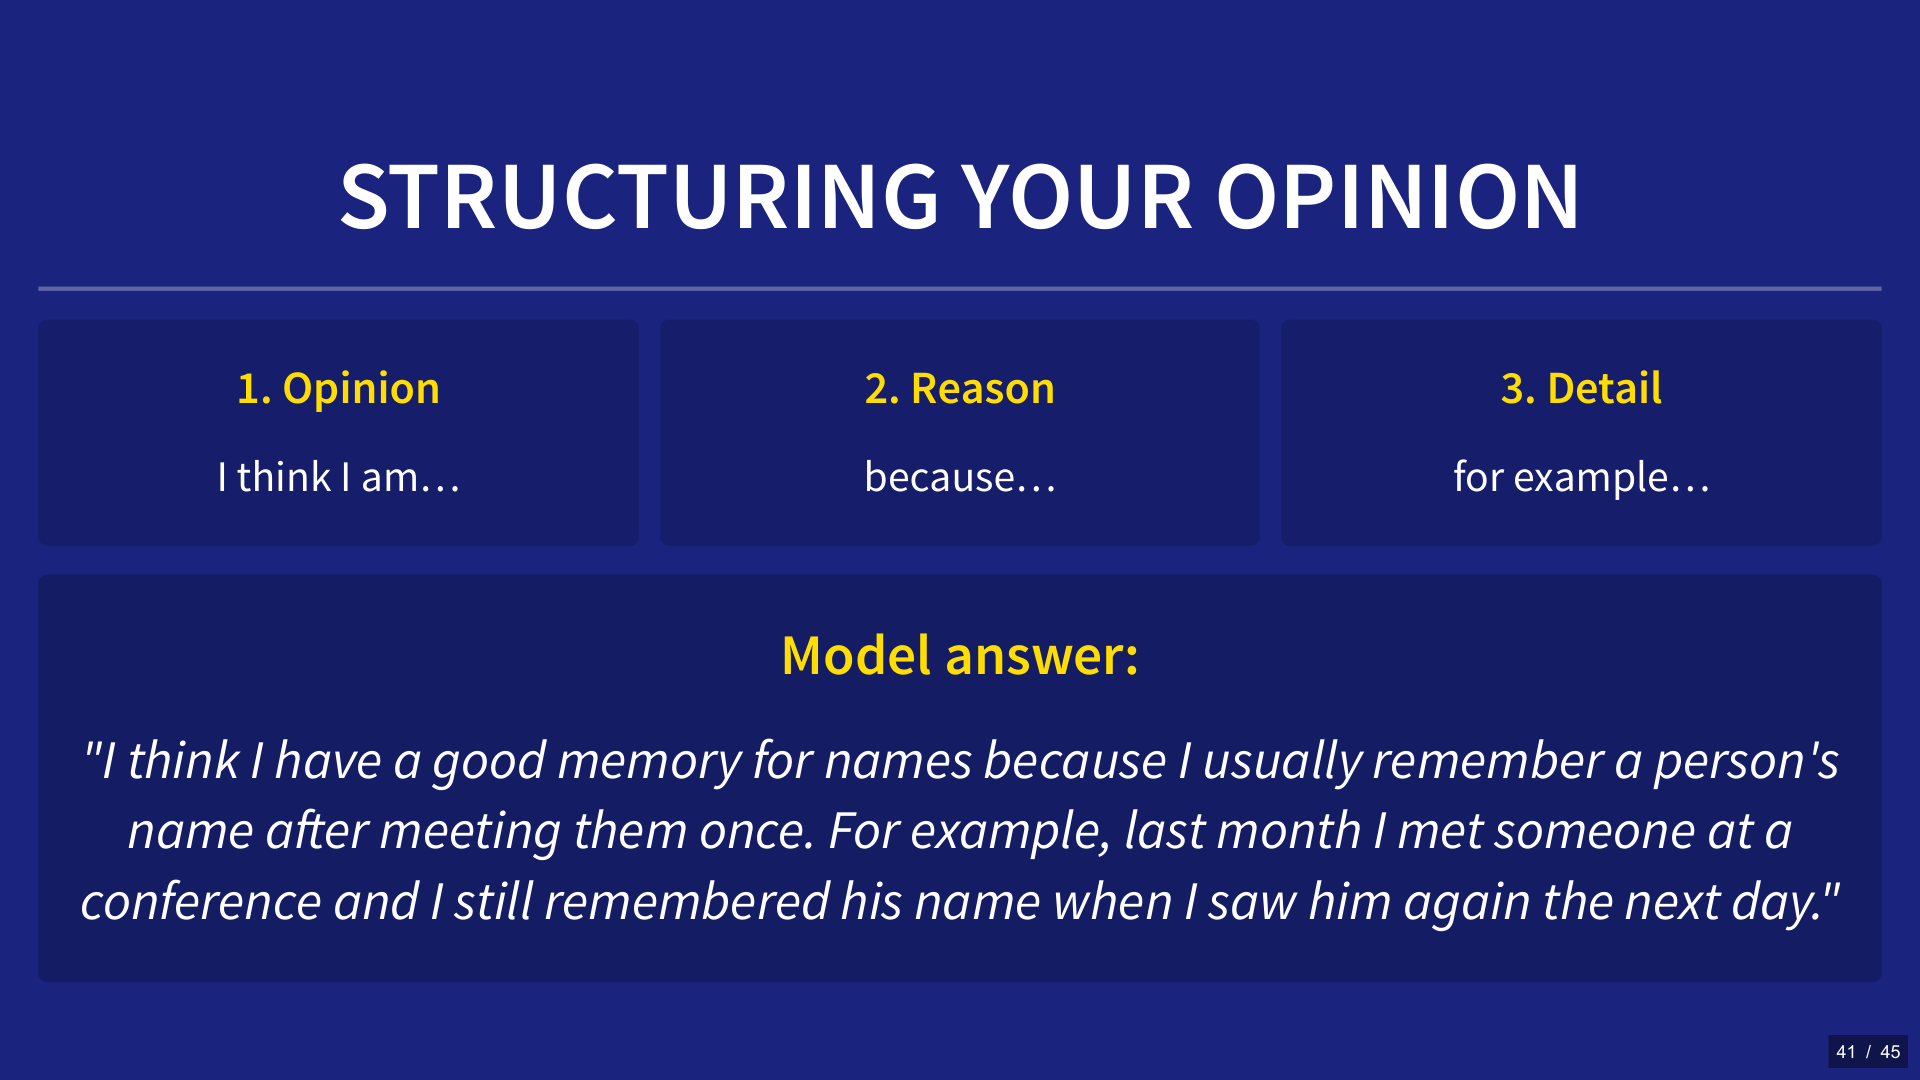 STRUCTURING YOUR OPINION
1. Opinion
I think I am…
2. Reason
because…
3. Detail
for example…
Model answer:
"I think I have a good memory for names because I usually remember a person's
name after meeting them once. For example, last month I met someone at a
conference and I still remembered his name when I saw him again the next day."
41 / 45